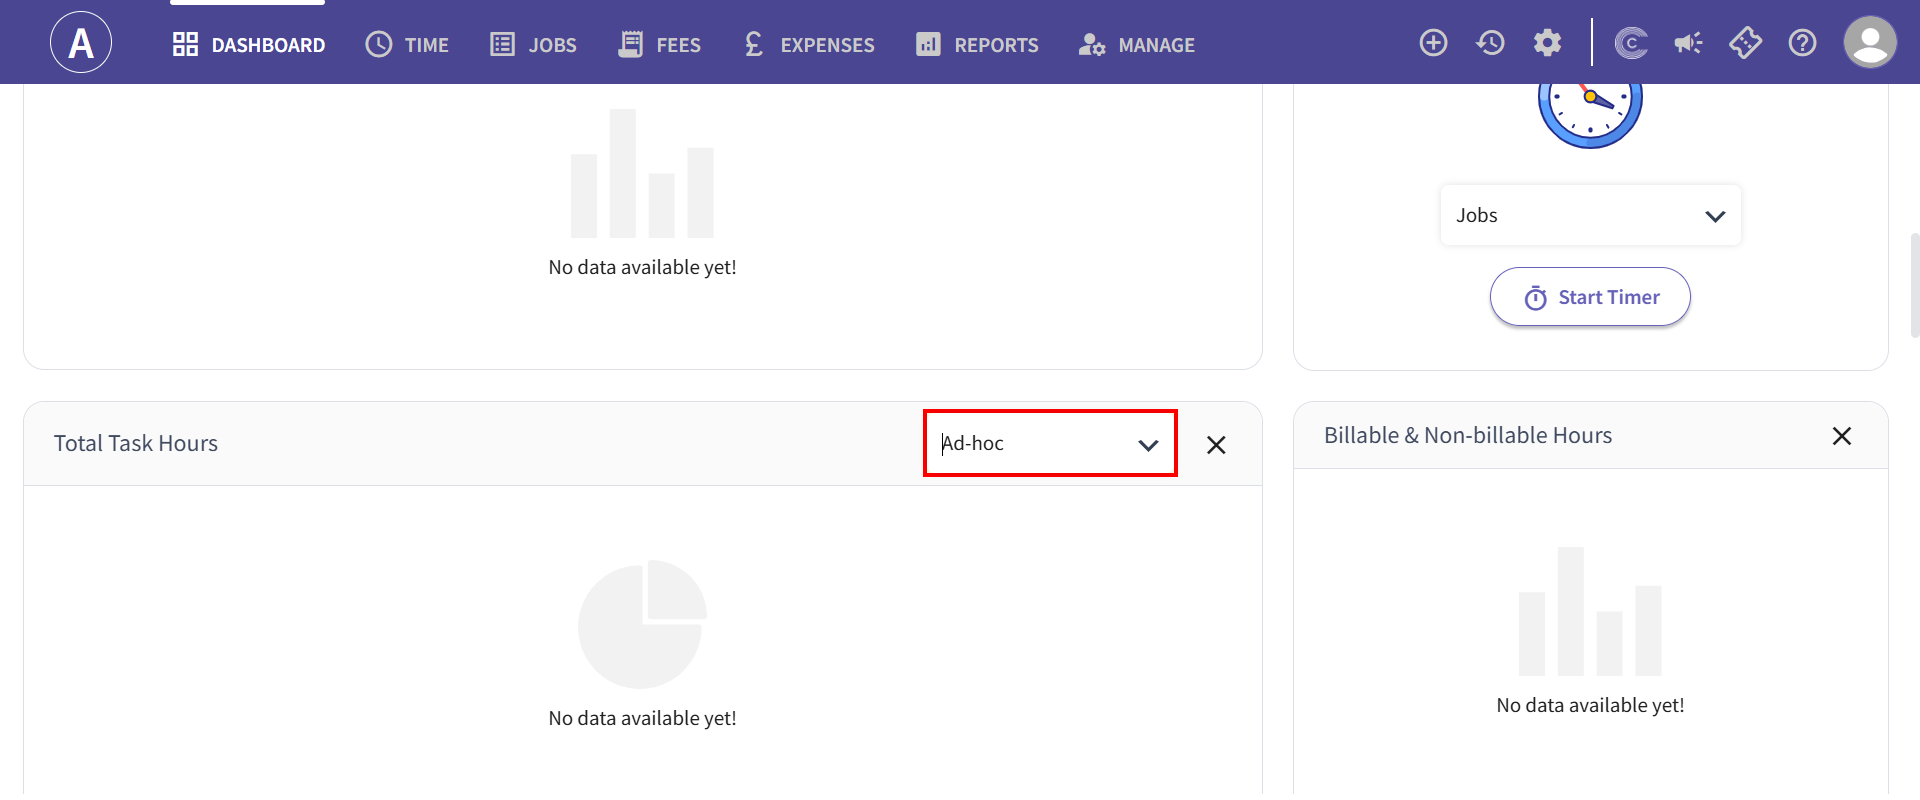 A DASHBOARD TIME JOBS FEES £ EXPENSES REPORTS MANAGE C ?
No data available yet!
Jobs
Start Timer
Total Task Hours
Ad-hoc
No data available yet!
Billable & Non-billable Hours
No data available yet!